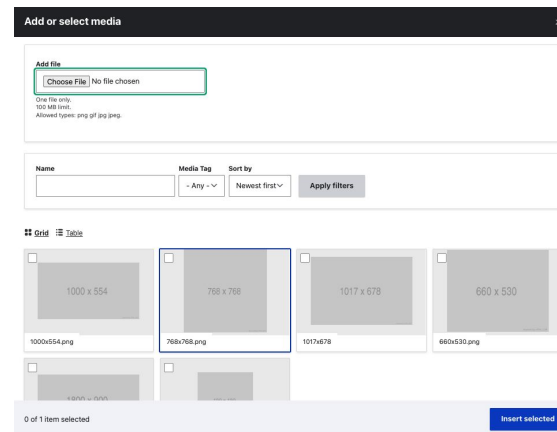 Add or select media
Add file
Choose File No file chosen
One file only.
100 MB limit.
Allowed types: png gif jpg jpeg.
Name Media Tag Sort by
- Any - Newest first Apply filters
Grid Table
1000 x 554 768 x 768 1017 x 678 660 x 530
1000x554.png 768x768.png 1017x678 660x530.png
0 of 1 item selected Insert selected